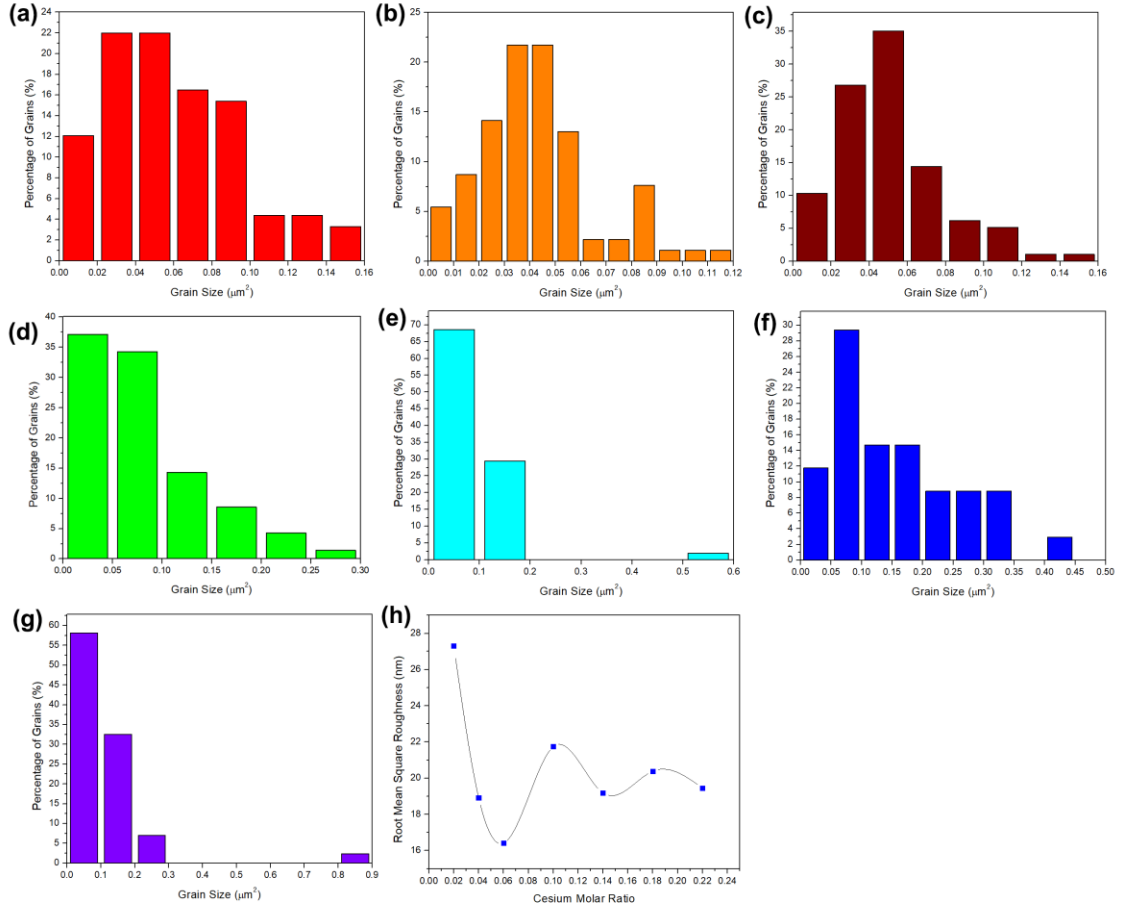 (a)
24
22
20
18
16
14
12
10
8
6
4
2
0
Percentage of Grains (%)
0.00 0.02 0.04 0.06 0.08 0.10 0.12 0.14 0.16
Grain Size (μm²)
(b)
25
20
15
10
5
0
Percentage of Grains (%)
0.00 0.01 0.02 0.03 0.04 0.05 0.06 0.07 0.08 0.09 0.10 0.11 0.12
Grain Size (μm²)
(c)
35
30
25
20
15
10
5
0
Percentage of Grains (%)
0.00 0.02 0.04 0.06 0.08 0.10 0.12 0.14 0.16
Grain Size (μm²)
(d)
40
35
30
25
20
15
10
5
0
Percentage of Grains (%)
0.00 0.05 0.10 0.15 0.20 0.25 0.30
Grain Size (μm²)
(e)
70
65
60
55
50
45
40
35
30
25
20
15
10
5
0
Percentage of Grains (%)
0.0 0.1 0.2 0.3 0.4 0.5 0.6
Grain Size (μm²)
(f)
30
28
26
24
22
20
18
16
14
12
10
8
6
4
2
0
Percentage of Grains (%)
0.00 0.05 0.10 0.15 0.20 0.25 0.30 0.35 0.40 0.45 0.50
Grain Size (μm²)
(g)
60
55
50
45
40
35
30
25
20
15
10
5
0
Percentage of Grains (%)
0.0 0.1 0.2 0.3 0.4 0.5 0.6 0.7 0.8 0.9
Grain Size (μm²)
(h)
28
26
24
22
20
18
16
Root Mean Square Roughness (nm)
0.00 0.02 0.04 0.06 0.08 0.10 0.12 0.14 0.16 0.18 0.20 0.22 0.24
Cesium Molar Ratio